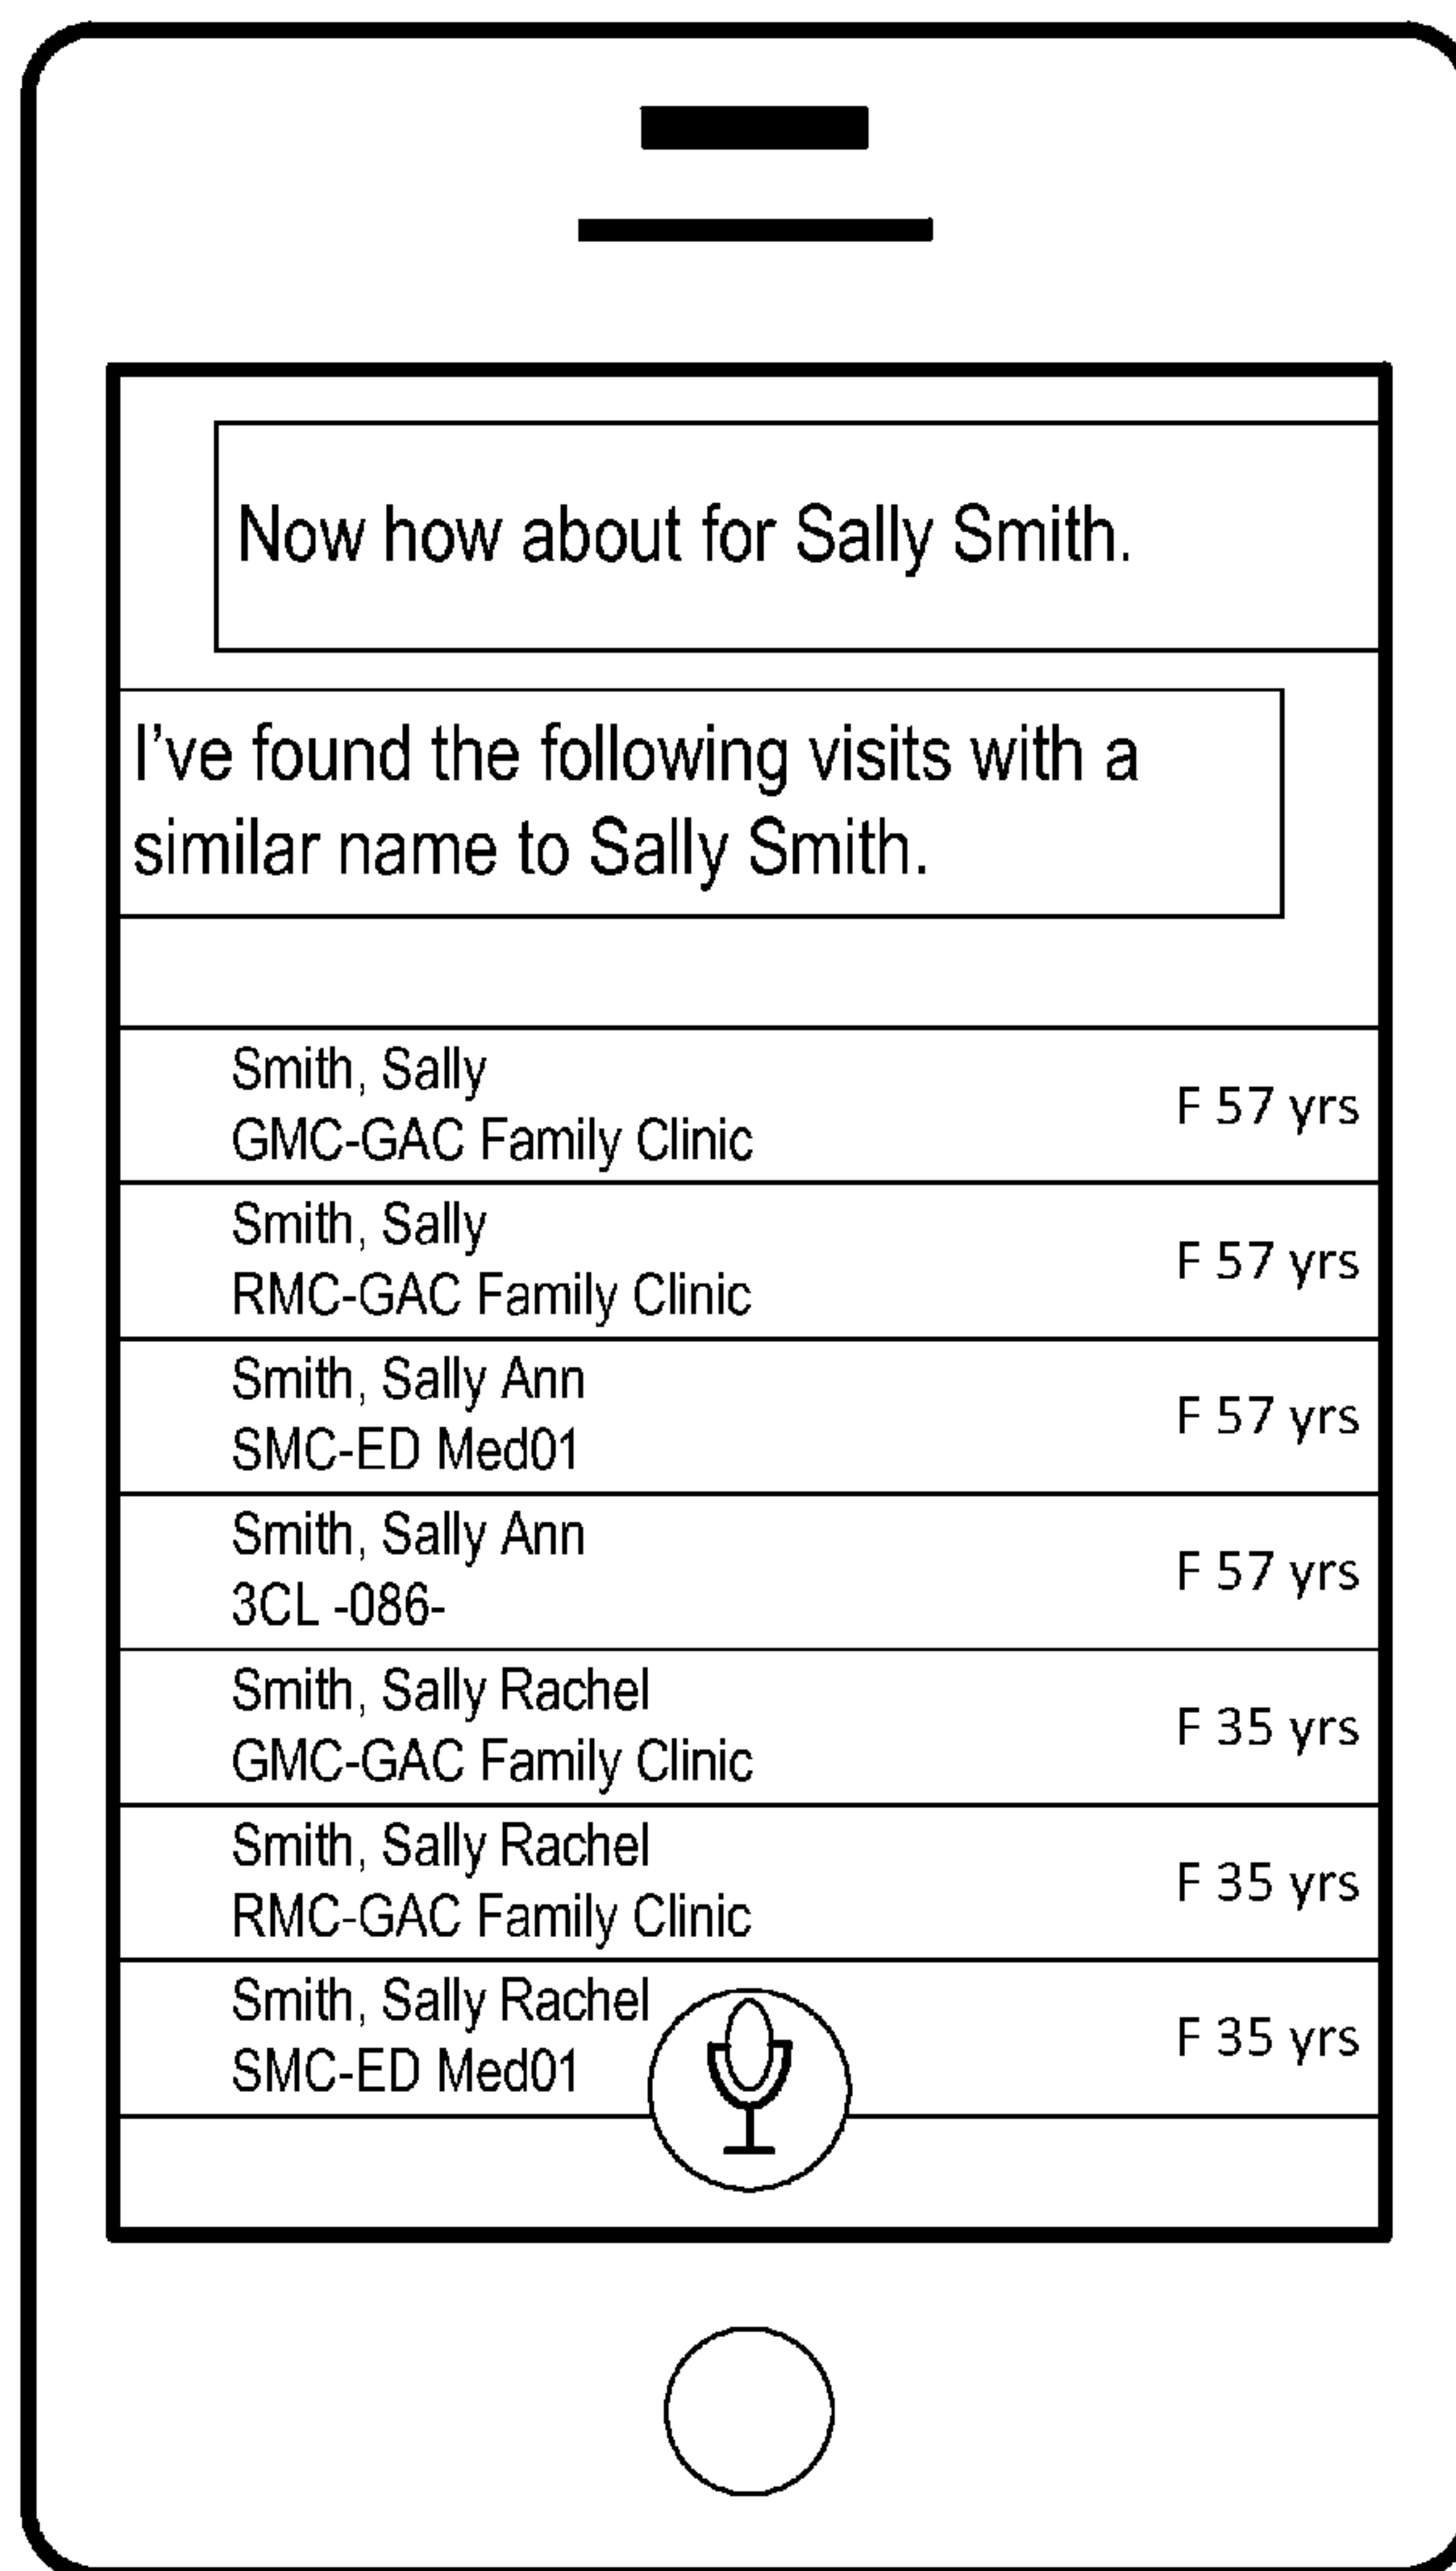 Now how about for Sally Smith.
I've found the following visits with a
similar name to Sally Smith.
Smith, Sally
GMC-GAC Family Clinic
F 57 yrs
Smith, Sally
RMC-GAC Family Clinic
F 57 yrs
Smith, Sally Ann
SMC-ED Med01
F 57 yrs
Smith, Sally Ann
3CL -086-
F 57 yrs
Smith, Sally Rachel
GMC-GAC Family Clinic
F 35 yrs
Smith, Sally Rachel
RMC-GAC Family Clinic
F 35 yrs
Smith, Sally Rachel
SMC-ED Med01
F 35 yrs